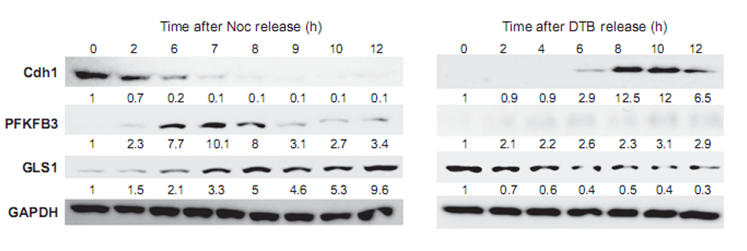 Time after Noc release (h) Time after DTB release (h)
0 2 6 7 8 9 10 12 0 2 4 6 8 10 12
Cdh1
1 0.7 0.2 0.1 0.1 0.1 0.1 0.1 1 0.9 0.9 2.9 12.5 12 6.5
PFKFB3
1 2.3 7.7 10.1 8 3.1 2.7 3.4 1 2.1 2.2 2.6 2.3 3.1 2.9
GLS1
1 1.5 2.1 3.3 5 4.6 5.3 9.6 1 0.7 0.6 0.4 0.5 0.4 0.3
GAPDH